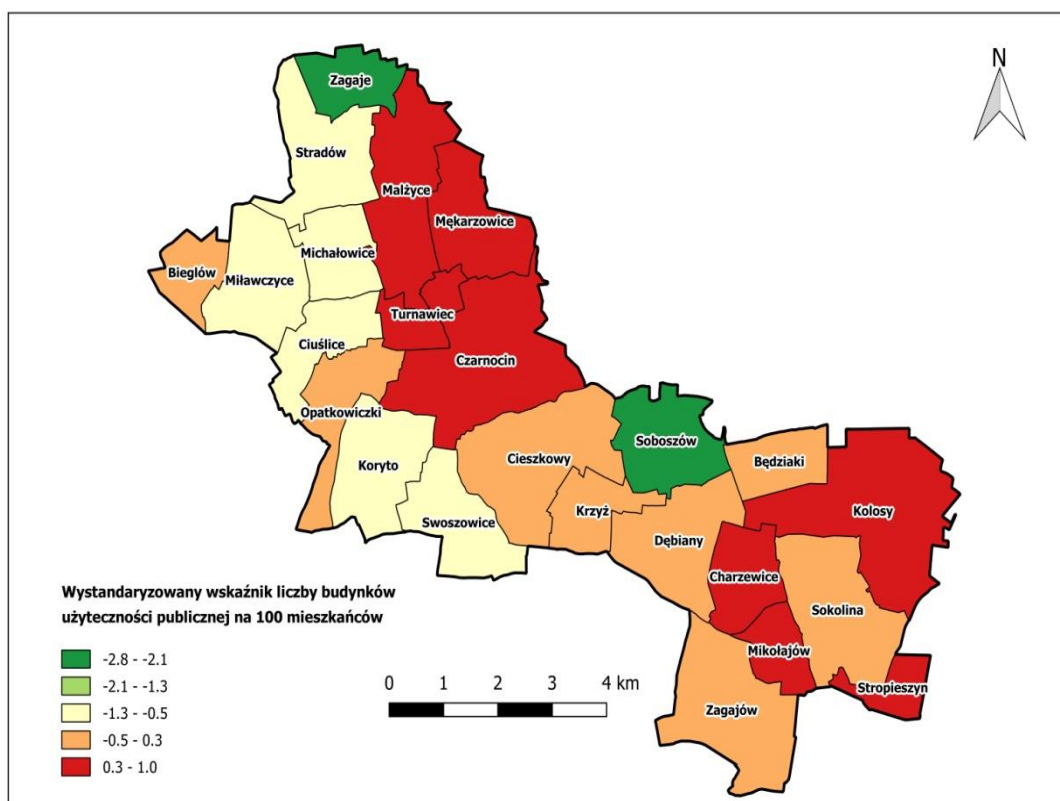 N
Zagaje
Stradów
Malżyce
Mękarzowice
Michałowice
Bieglów
Miławczyce
Turnawiec
Ciuślice
Czarnocin
Opatkowiczki
Soboszów
Cieszkowy
Będziaki
Koryto
Krzyż
Kolosy
Swoszowice
Dębiany
Charzewice
Sokolina
Mikołajów
Stropieszyn
Zagajów
Wystandaryzowany wskaźnik liczby budynków
użyteczności publicznej na 100 mieszkańców
-2.8 - -2.1
-2.1 - -1.3
-1.3 - -0.5
-0.5 - 0.3
0.3 - 1.0
0 1 2 3 4 km